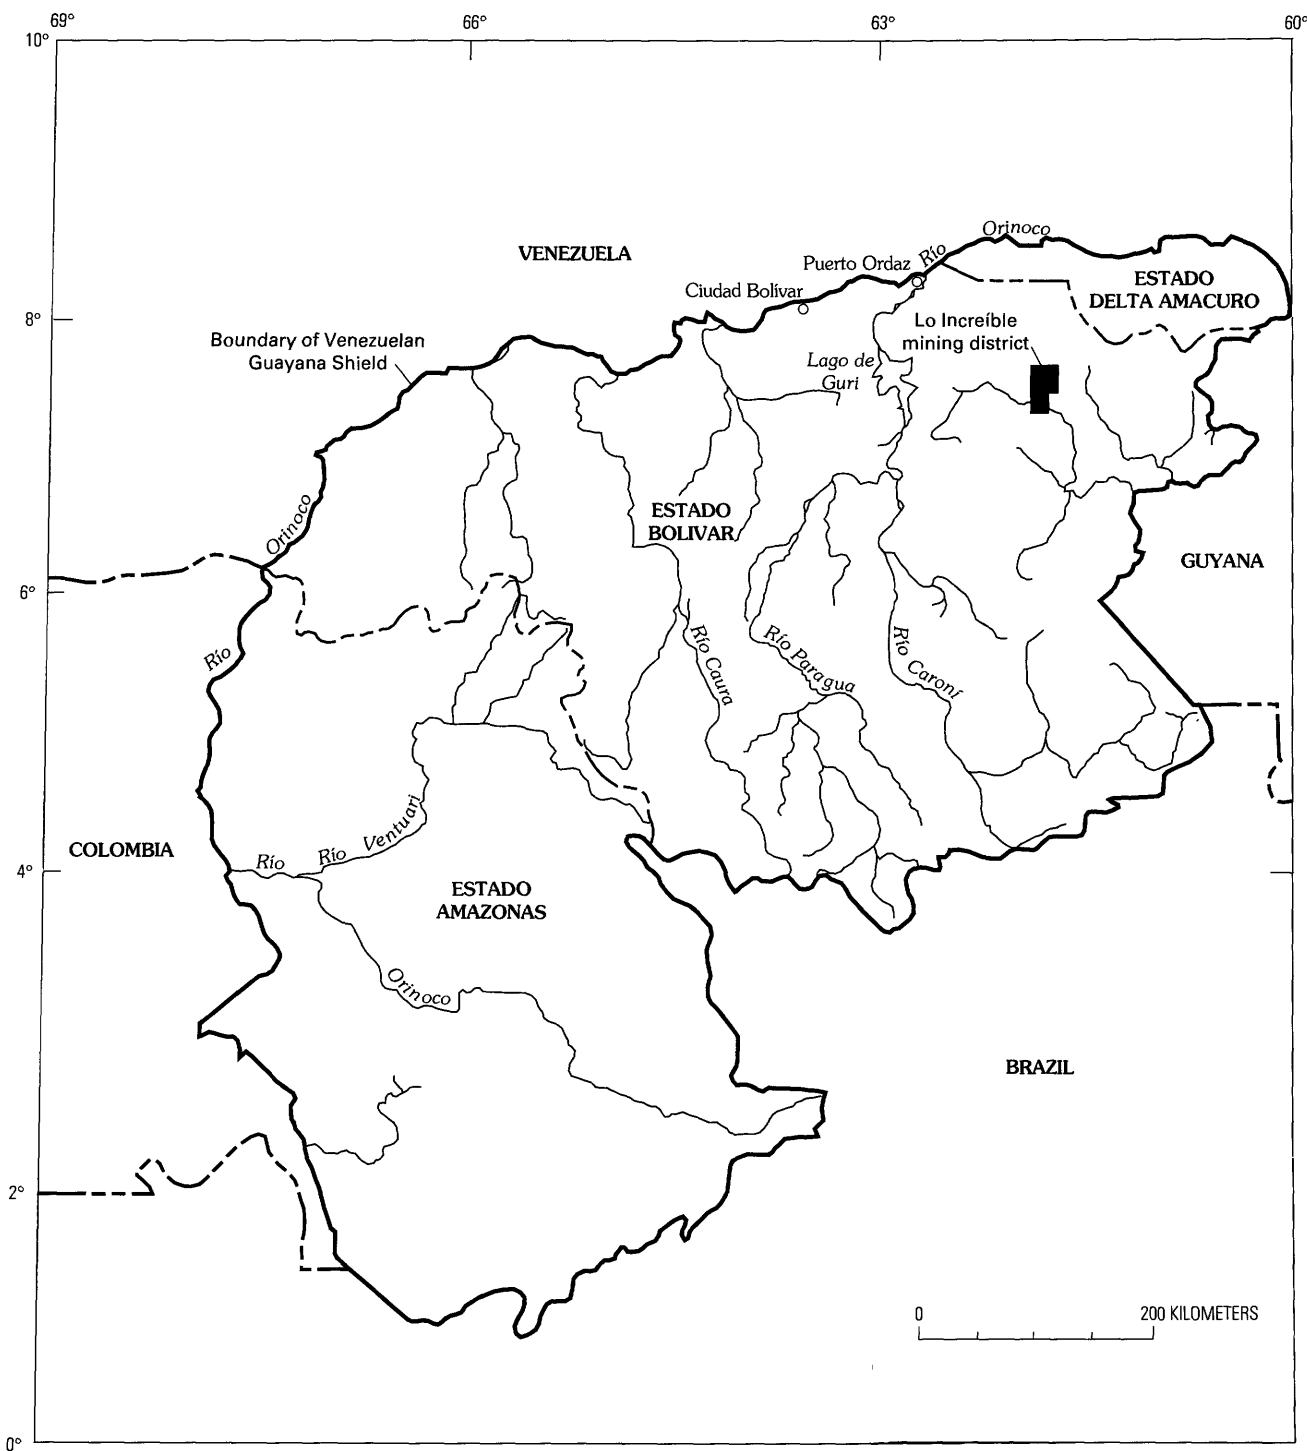 69°
66°
63°
60°
10°
Orinoco
VENEZUELA
Río
Puerto Ordaz
ESTADO
DELTA AMACURO
Ciudad Bolívar
8°
Lo Increíble
mining district
Boundary of Venezuelan
Guayana Shield
Lago de
Guri
Orinoco
ESTADO
BOLIVAR
GUYANA
6°
Río
Río Caura
Río Paragua
Río Caroní
COLOMBIA
Río
Río
Ventuari
4°
ESTADO
AMAZONAS
Orinoco
BRAZIL
2°
0
200 KILOMETERS
0°